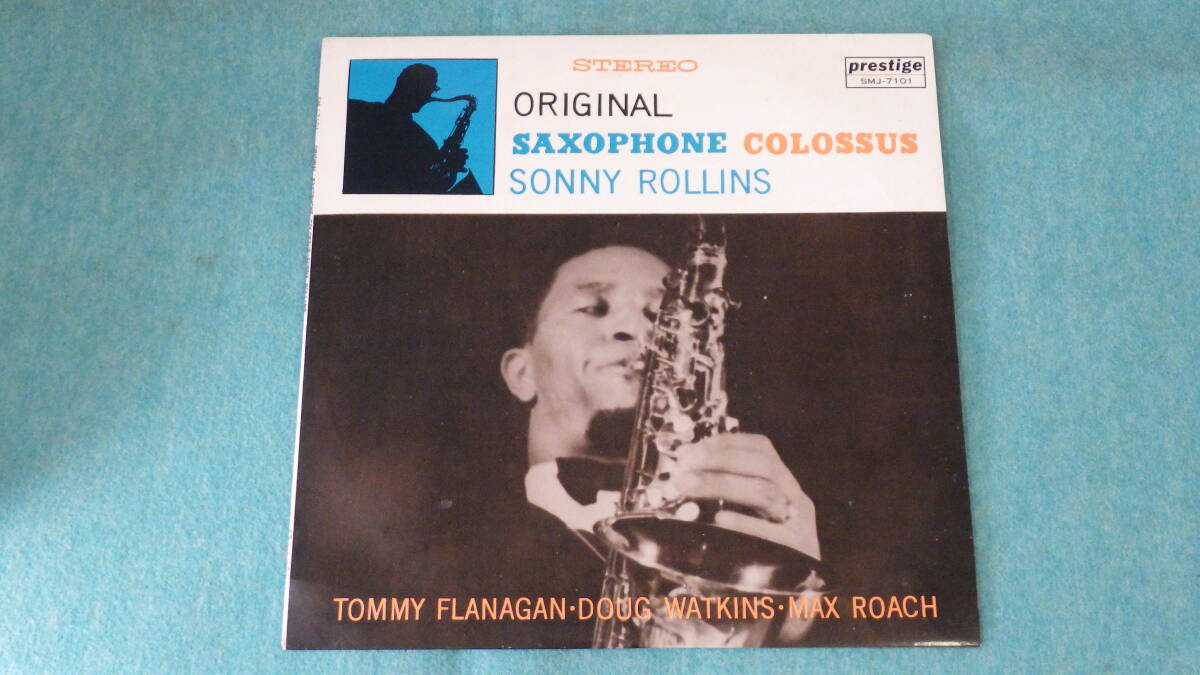 STEREO
prestige
SMJ-7101
ORIGINAL
SAXOPHONE COLOSSUS
SONNY ROLLINS
TOMMY FLANAGAN·DOUG WATKINS·MAX ROACH